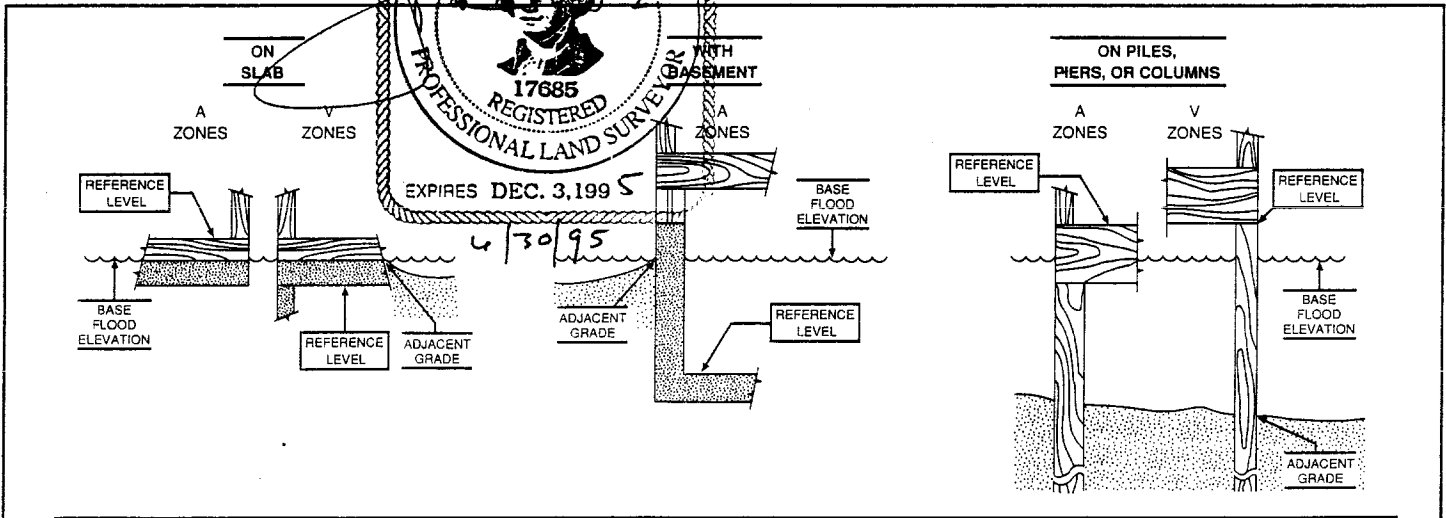 ON
SLAB
A
ZONES
V
ZONES
REFERENCE
LEVEL
BASE
FLOOD
ELEVATION
REFERENCE
LEVEL
ADJACENT
GRADE
17685
REGISTERED
PROFESSIONAL LAND SURVEYOR
EXPIRES DEC. 3,1995
4/30/95
WITH
BASEMENT
A
ZONES
BASE
FLOOD
ELEVATION
ADJACENT
GRADE
REFERENCE
LEVEL
ON PILES,
PIERS, OR COLUMNS
A
ZONES
V
ZONES
REFERENCE
LEVEL
REFERENCE
LEVEL
BASE
FLOOD
ELEVATION
ADJACENT
GRADE